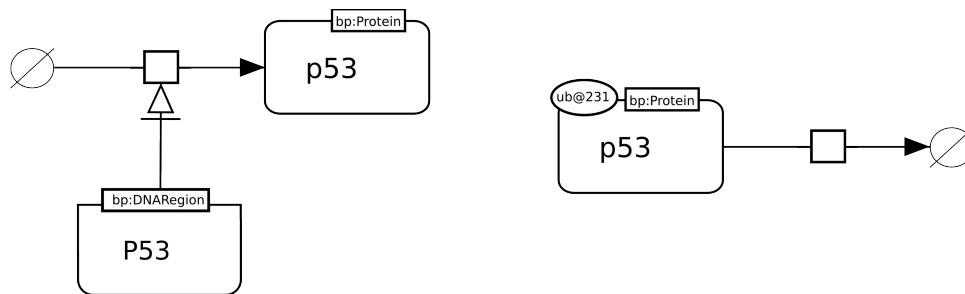 bp:Protein
p53
bp:DNARegion
P53
ub@231
bp:Protein
p53